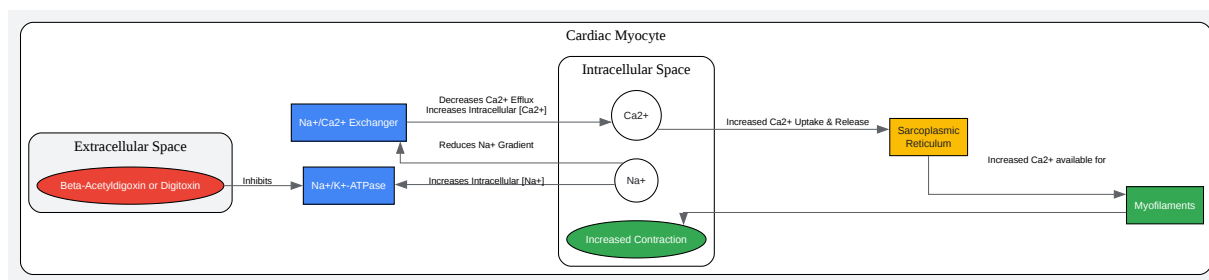 Cardiac Myocyte
Intracellular Space
Decreases Ca2+ Efflux
Increases Intracellular [Ca2+]
Na+/Ca2+ Exchanger
Ca2+
Increased Ca2+ Uptake & Release
Sarcoplasmic
Reticulum
Extracellular Space
Reduces Na+ Gradient
Increased Ca2+ available for
Beta-Acetyldigoxin or Digitoxin
Inhibits
Na+/K+-ATPase
Increases Intracellular [Na+]
Na+
Myofilaments
Increased Contraction